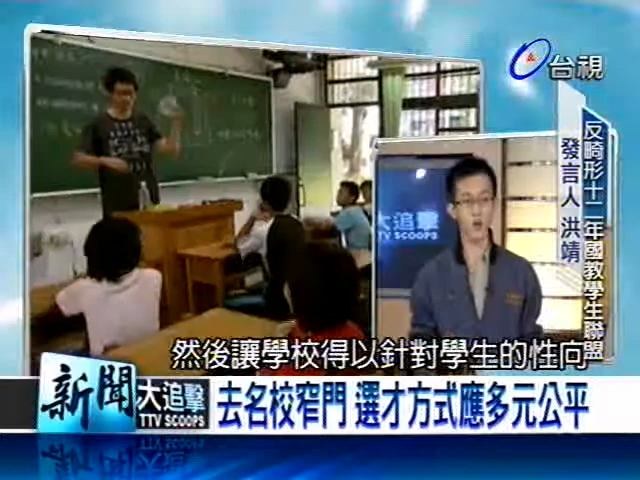 台視
反畸形十二年國教學生聯盟
發言人 洪靖
大追擊
TTV SCOOPS
然後讓學校得以針對學生的性向
新聞
大追擊
TTV SCOOPS
去名校窄門 選才方式應多元公平